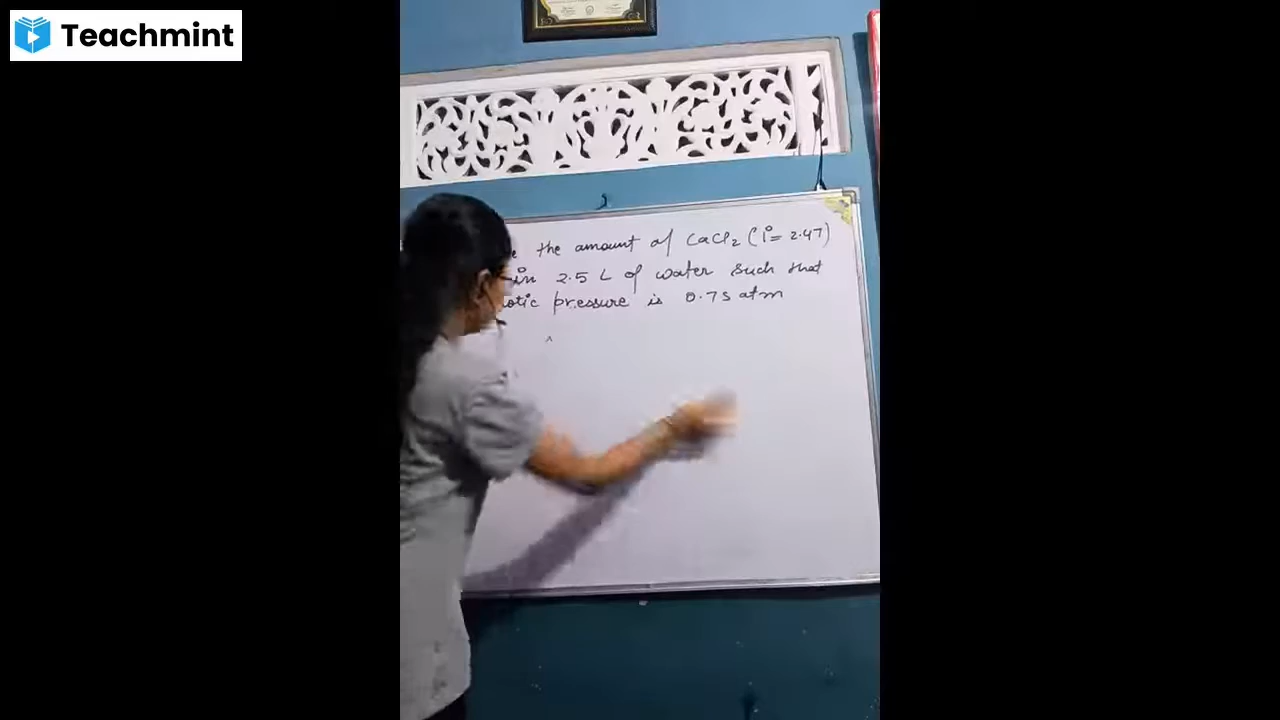 Teachmint
the amount of CaCl2 (i = 2.47)
in 2.5 L of water such that
otic pressure is 0.75 atm